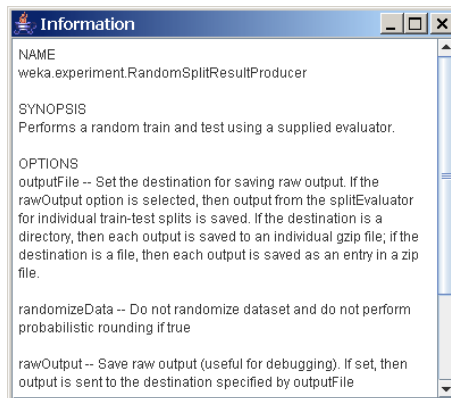 Information
NAME
weka.experiment.RandomSplitResultProducer
SYNOPSIS
Performs a random train and test using a supplied evaluator.
OPTIONS
outputFile -- Set the destination for saving raw output. If the
rawOutput option is selected, then output from the splitEvaluator
for individual train-test splits is saved. If the destination is a
directory, then each output is saved to an individual gzip file; if the
destination is a file, then each output is saved as an entry in a zip
file.
randomizeData -- Do not randomize dataset and do not perform
probabilistic rounding if true
rawOutput -- Save raw output (useful for debugging). If set, then
output is sent to the destination specified by outputFile